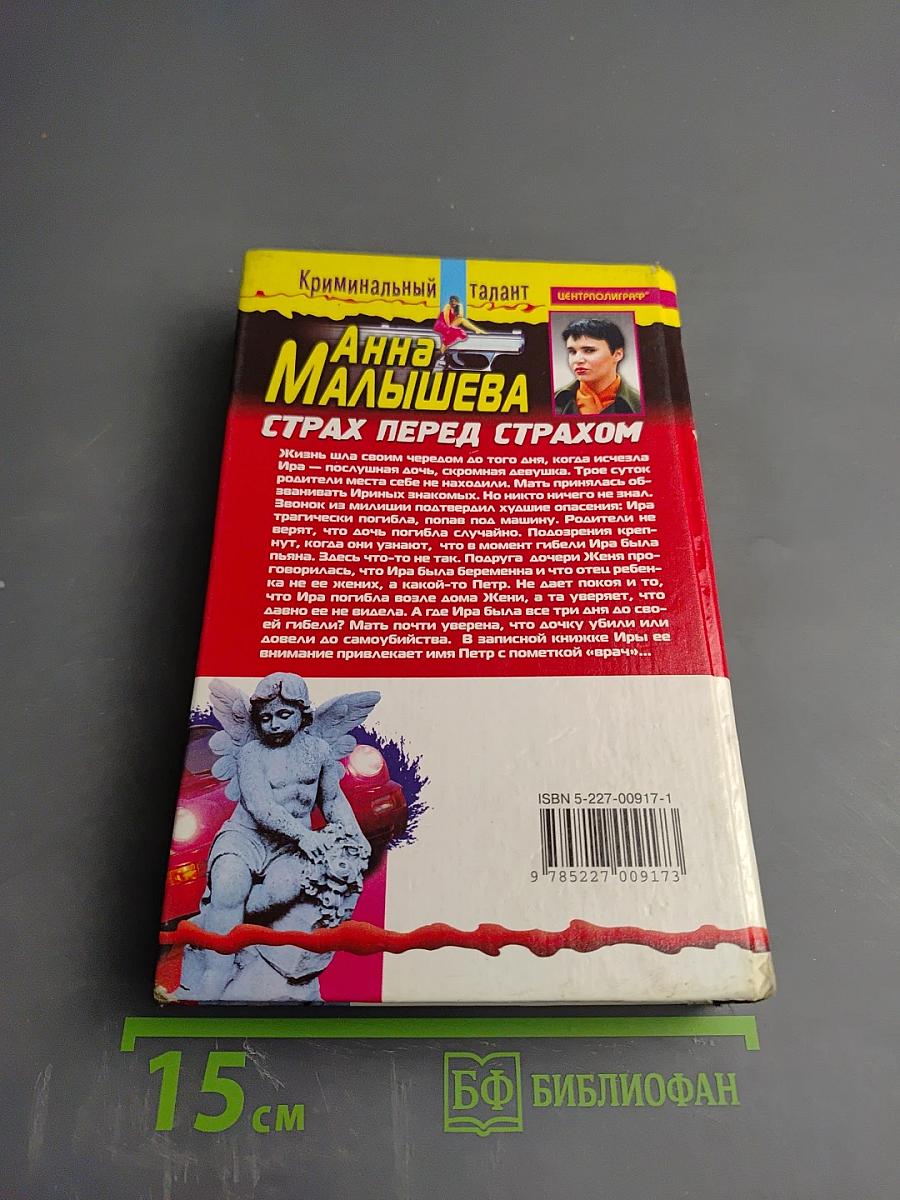 Криминальный талант
ЦЕНТРПОЛИГРАФ
Анна
МАЛЫШЕВА
СТРАХ ПЕРЕД СТРАХОМ
Жизнь шла своим чередом до того дня, когда исчезла
Ира — послушная дочь, скромная девушка. Трое суток
родители места себе не находили. Мать принялась об-
званивать Ириных знакомых. Но никто ничего не знал.
Звонок из милиции подтвердил худшие опасения: Ира
трагически погибла, попав под машину. Родители не
верят, что дочь погибла случайно. Подозрения креп-
нут, когда они узнают, что в момент гибели Ира была
пьяна. Здесь что-то не так. Подруга дочери Женя про-
говорилась, что Ира была беременна и что отец ребен-
ка не ее жених, а какой-то Петр. Не дает покоя и то,
что Ира погибла возле дома Жени, а та уверяет, что
давно ее не видела. А где Ира была все три дня до сво-
ей гибели? Мать почти уверена, что дочку убили или
довели до самоубийства. В записной книжке Иры ее
внимание привлекает имя Петр с пометкой «врач»...
ISBN 5-227-00917-1
9 785227 009173
15 см
БФ БИБЛИОФАН